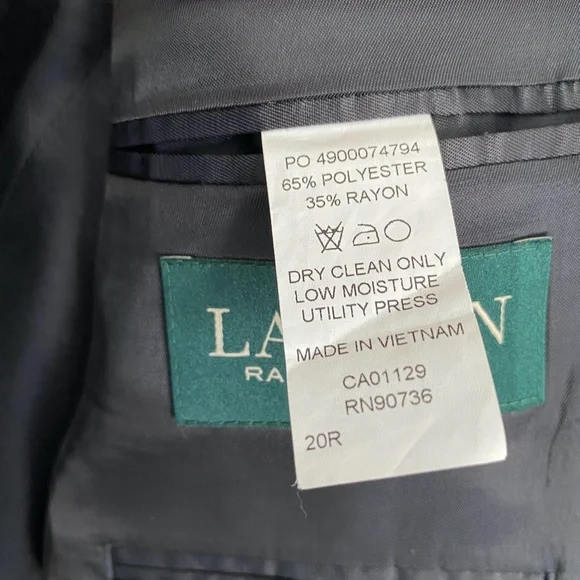 PO 4900074794
65% POLYESTER
35% RAYON
DRY CLEAN ONLY
LOW MOISTURE
UTILITY PRESS
MADE IN VIETNAM
CA01129
RN90736
20R